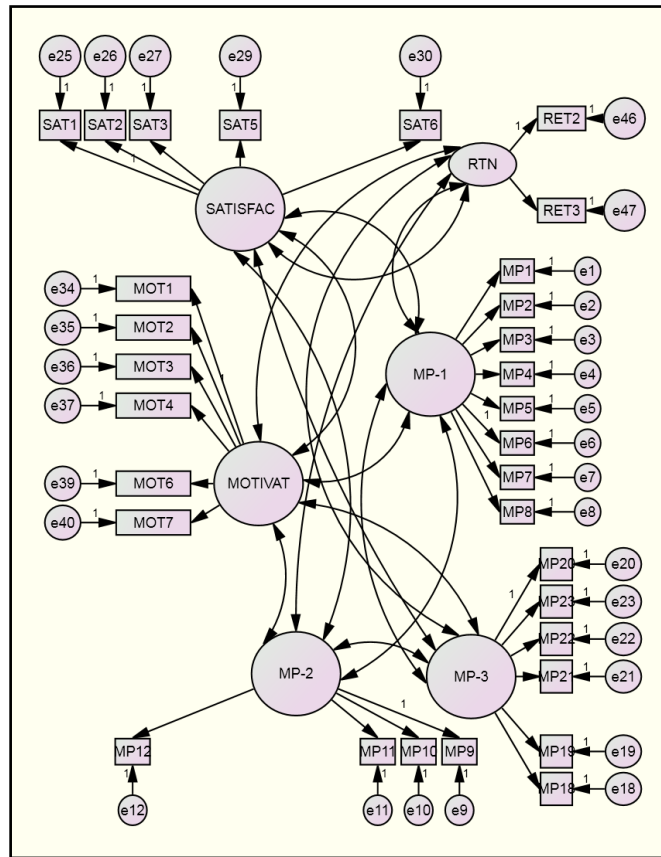 e25 e26 e27 e29 e30
1 1 1 1 1
SAT1 SAT2 SAT3 SAT5 SAT6
1
RET2 1 e46
1
RTN
RET3 1 e47
SATISFAC
MP1 1 e1
MP2 1 e2
MP3 1 e3
MP4 1 e4
MP5 1 e5
1 MP6 1 e6
MP7 1 e7
MP8 1 e8
MP-1
e34 1 MOT1
e35 1 MOT2
e36 1 MOT3
1
e37 1 MOT4
e39 1 MOT6
e40 1 MOT7
MOTIVAT
MP20 1 e20
1
MP23 1 e23
MP22 1 e22
MP21 1 e21
MP19 1 e19
MP18 1 e18
MP-2
MP-3
1
MP12 MP11 MP10 MP9
1 1 1 1
e12 e11 e10 e9